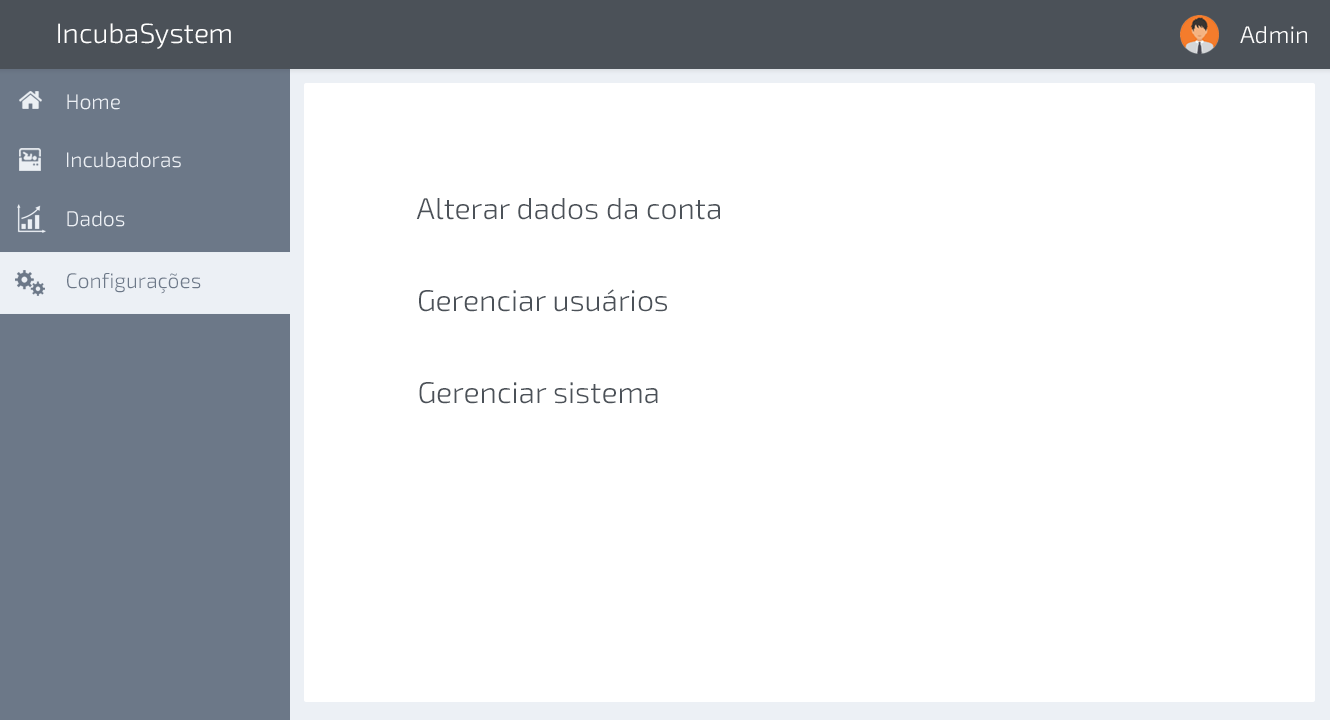 IncubaSystem
Admin
Home
Incubadoras
Dados
Configurações
Alterar dados da conta
Gerenciar usuários
Gerenciar sistema